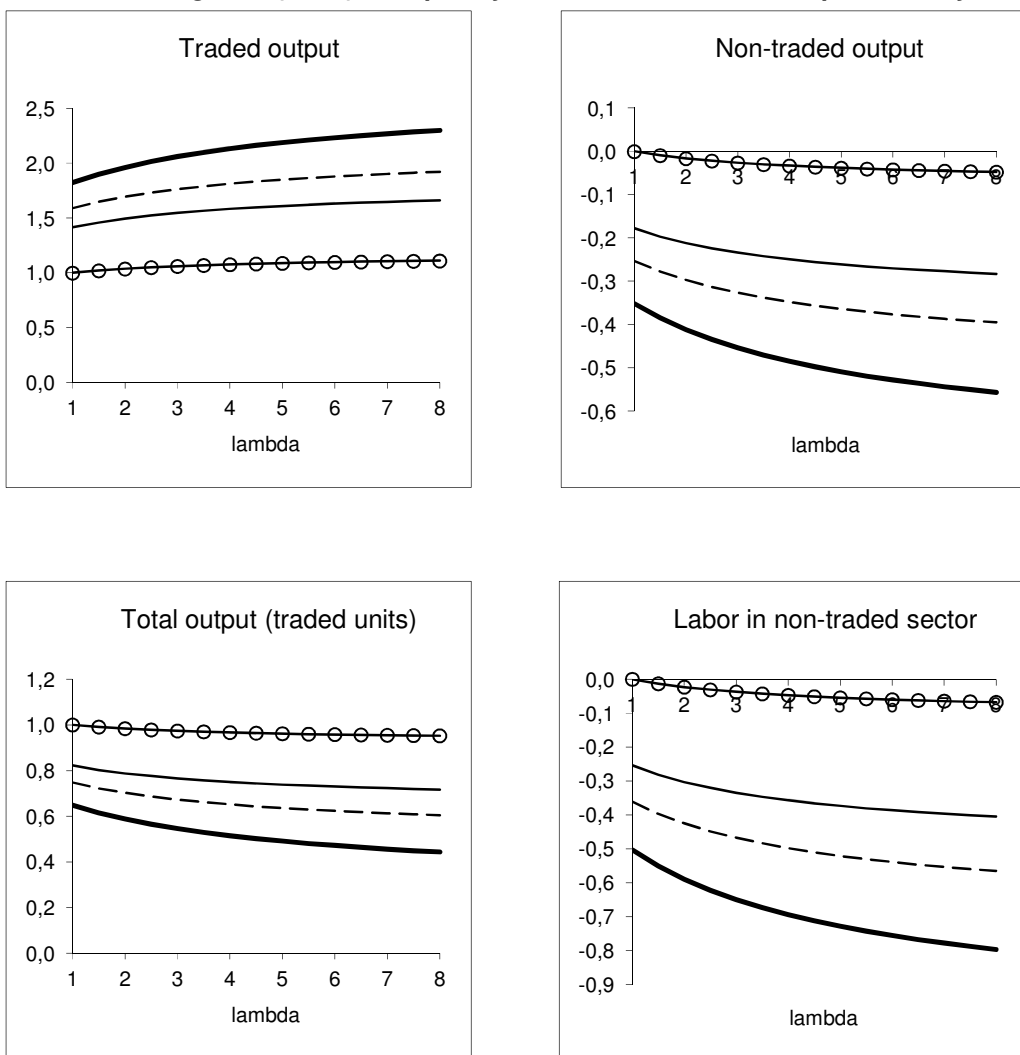 Traded output
2,5
2,0
1,5
1,0
0,5
0,0
1 2 3 4 5 6 7 8
lambda
Non-traded output
0,1
0,0
-0,1
-0,2
-0,3
-0,4
-0,5
-0,6
1 2 3 4 5 6 7 8
lambda
Total output (traded units)
1,2
1,0
0,8
0,6
0,4
0,2
0,0
1 2 3 4 5 6 7 8
lambda
Labor in non-traded sector
0,0
-0,1
-0,2
-0,3
-0,4
-0,5
-0,6
-0,7
-0,8
-0,9
1 2 3 4 5 6 7 8
lambda